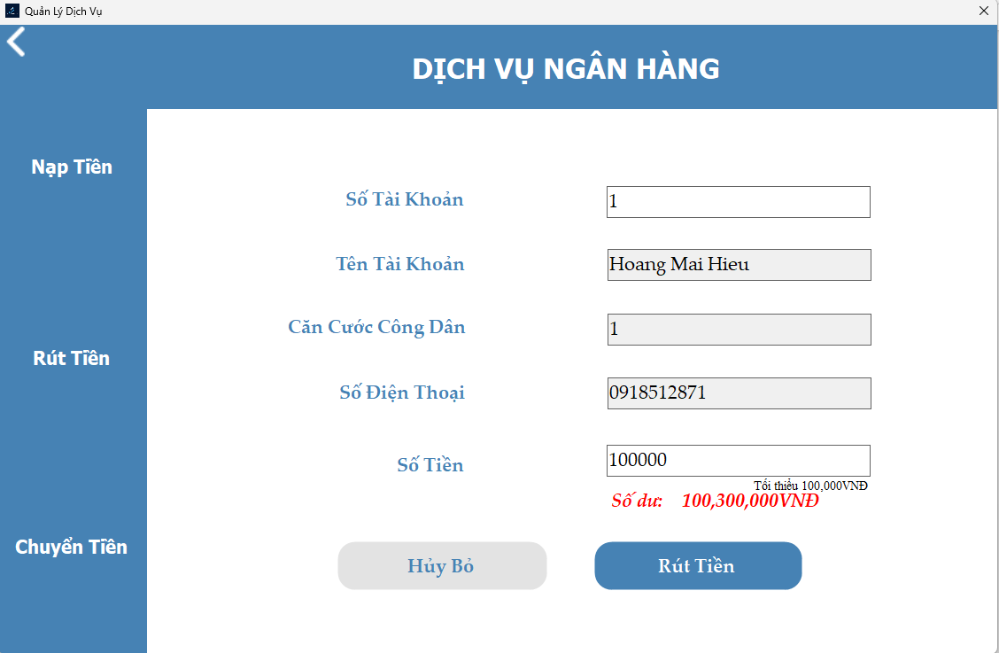 Quản Lý Dịch Vụ
DỊCH VỤ NGÂN HÀNG
Nạp Tiền
Rút Tiền
Chuyển Tiền
Số Tài Khoản 1
Tên Tài Khoản Hoang Mai Hieu
Căn Cước Công Dân 1
Số Điện Thoại 0918512871
Số Tiền 100000
Tối thiểu 100,000VNĐ
Số dư: 100,300,000VNĐ
Hủy Bỏ Rút Tiền